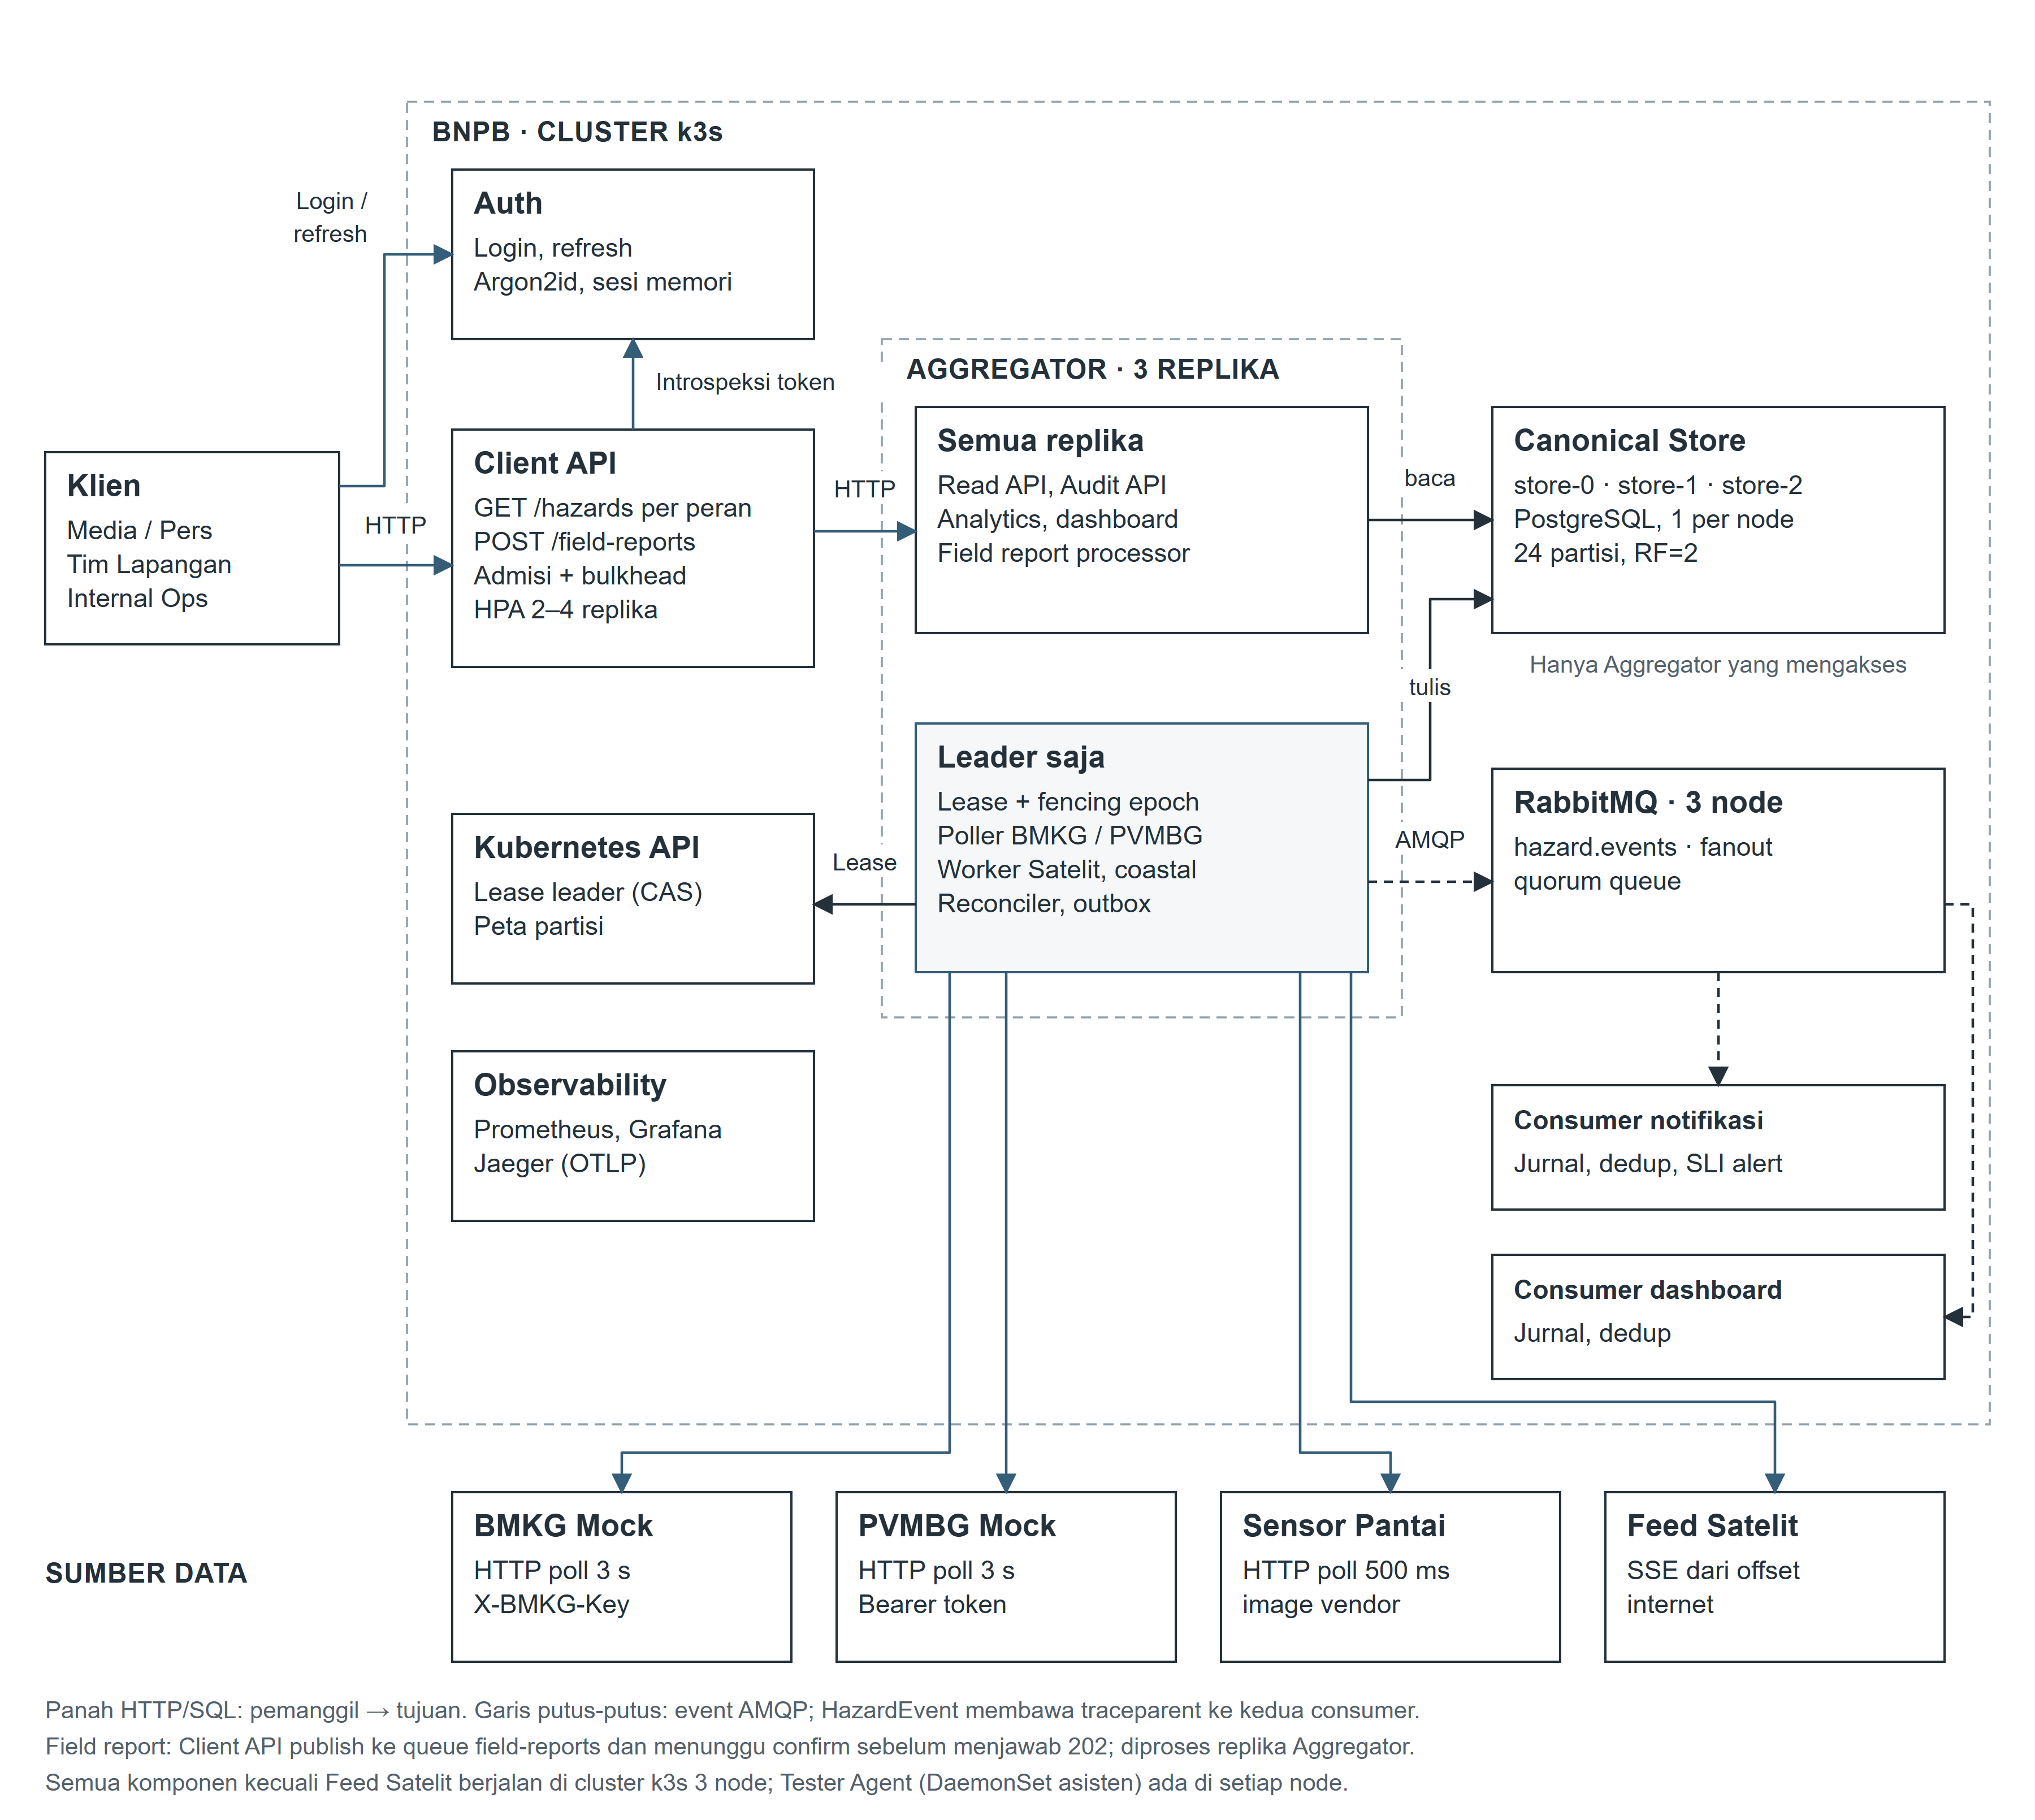 BNPB · CLUSTER k3s
Login /
refresh
Auth
Login, refresh
Argon2id, sesi memori
Introspeksi token
Klien
Media / Pers
Tim Lapangan
Internal Ops
HTTP
Client API
GET /hazards per peran
POST /field-reports
Admisi + bulkhead
HPA 2–4 replika
HTTP
AGGREGATOR · 3 REPLIKA
Semua replika
Read API, Audit API
Analytics, dashboard
Field report processor
baca
Canonical Store
store-0 · store-1 · store-2
PostgreSQL, 1 per node
24 partisi, RF=2
Hanya Aggregator yang mengakses
tulis
Leader saja
Lease + fencing epoch
Poller BMKG / PVMBG
Worker Satelit, coastal
Reconciler, outbox
Lease
Kubernetes API
Lease leader (CAS)
Peta partisi
AMQP
RabbitMQ · 3 node
hazard.events · fanout
quorum queue
Observability
Prometheus, Grafana
Jaeger (OTLP)
Consumer notifikasi
Jurnal, dedup, SLI alert
Consumer dashboard
Jurnal, dedup
SUMBER DATA
BMKG Mock
HTTP poll 3 s
X-BMKG-Key
PVMBG Mock
HTTP poll 3 s
Bearer token
Sensor Pantai
HTTP poll 500 ms
image vendor
Feed Satelit
SSE dari offset
internet
Panah HTTP/SQL: pemanggil → tujuan. Garis putus-putus: event AMQP; HazardEvent membawa traceparent ke kedua consumer.
Field report: Client API publish ke queue field-reports dan menunggu confirm sebelum menjawab 202; diproses replika Aggregator.
Semua komponen kecuali Feed Satelit berjalan di cluster k3s 3 node; Tester Agent (DaemonSet asisten) ada di setiap node.